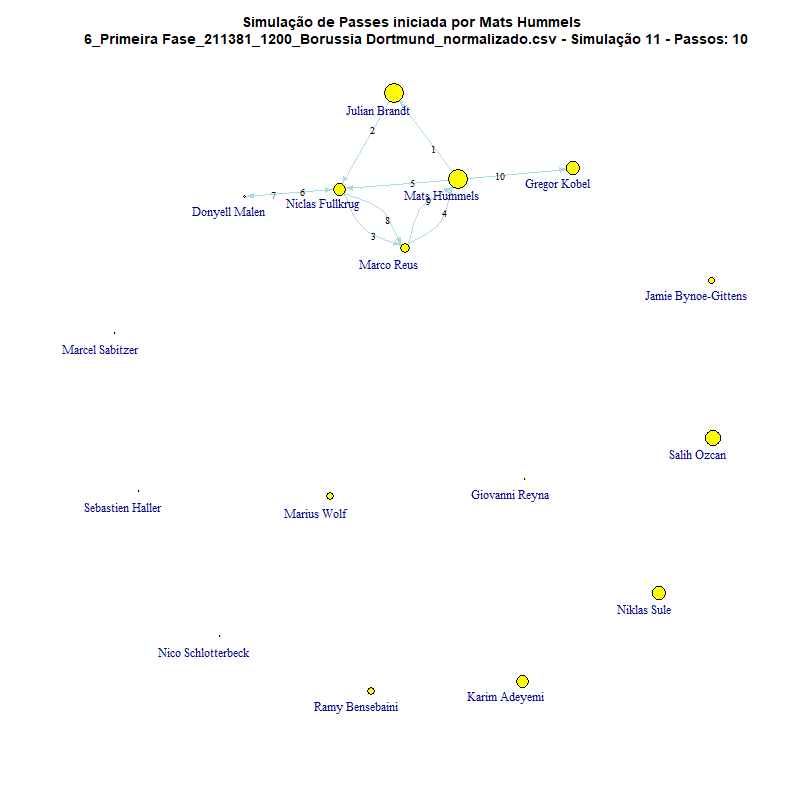 Simulação de Passes iniciada por Mats Hummels
6_Primeira Fase_211381_1200_Borussia Dortmund_normalizado.csv - Simulação 11 - Passos: 10
Julian Brandt
2
1
10
5
7
6
Donyell Malen
Niclas Fullkrug
Mats Hummels
Gregor Kobel
9
4
8
3
Marco Reus
Jamie Bynoe-Gittens
Marcel Sabitzer
Salih Ozcan
Giovanni Reyna
Sebastien Haller
Marius Wolf
Niklas Sule
Nico Schlotterbeck
Karim Adeyemi
Ramy Bensebaini